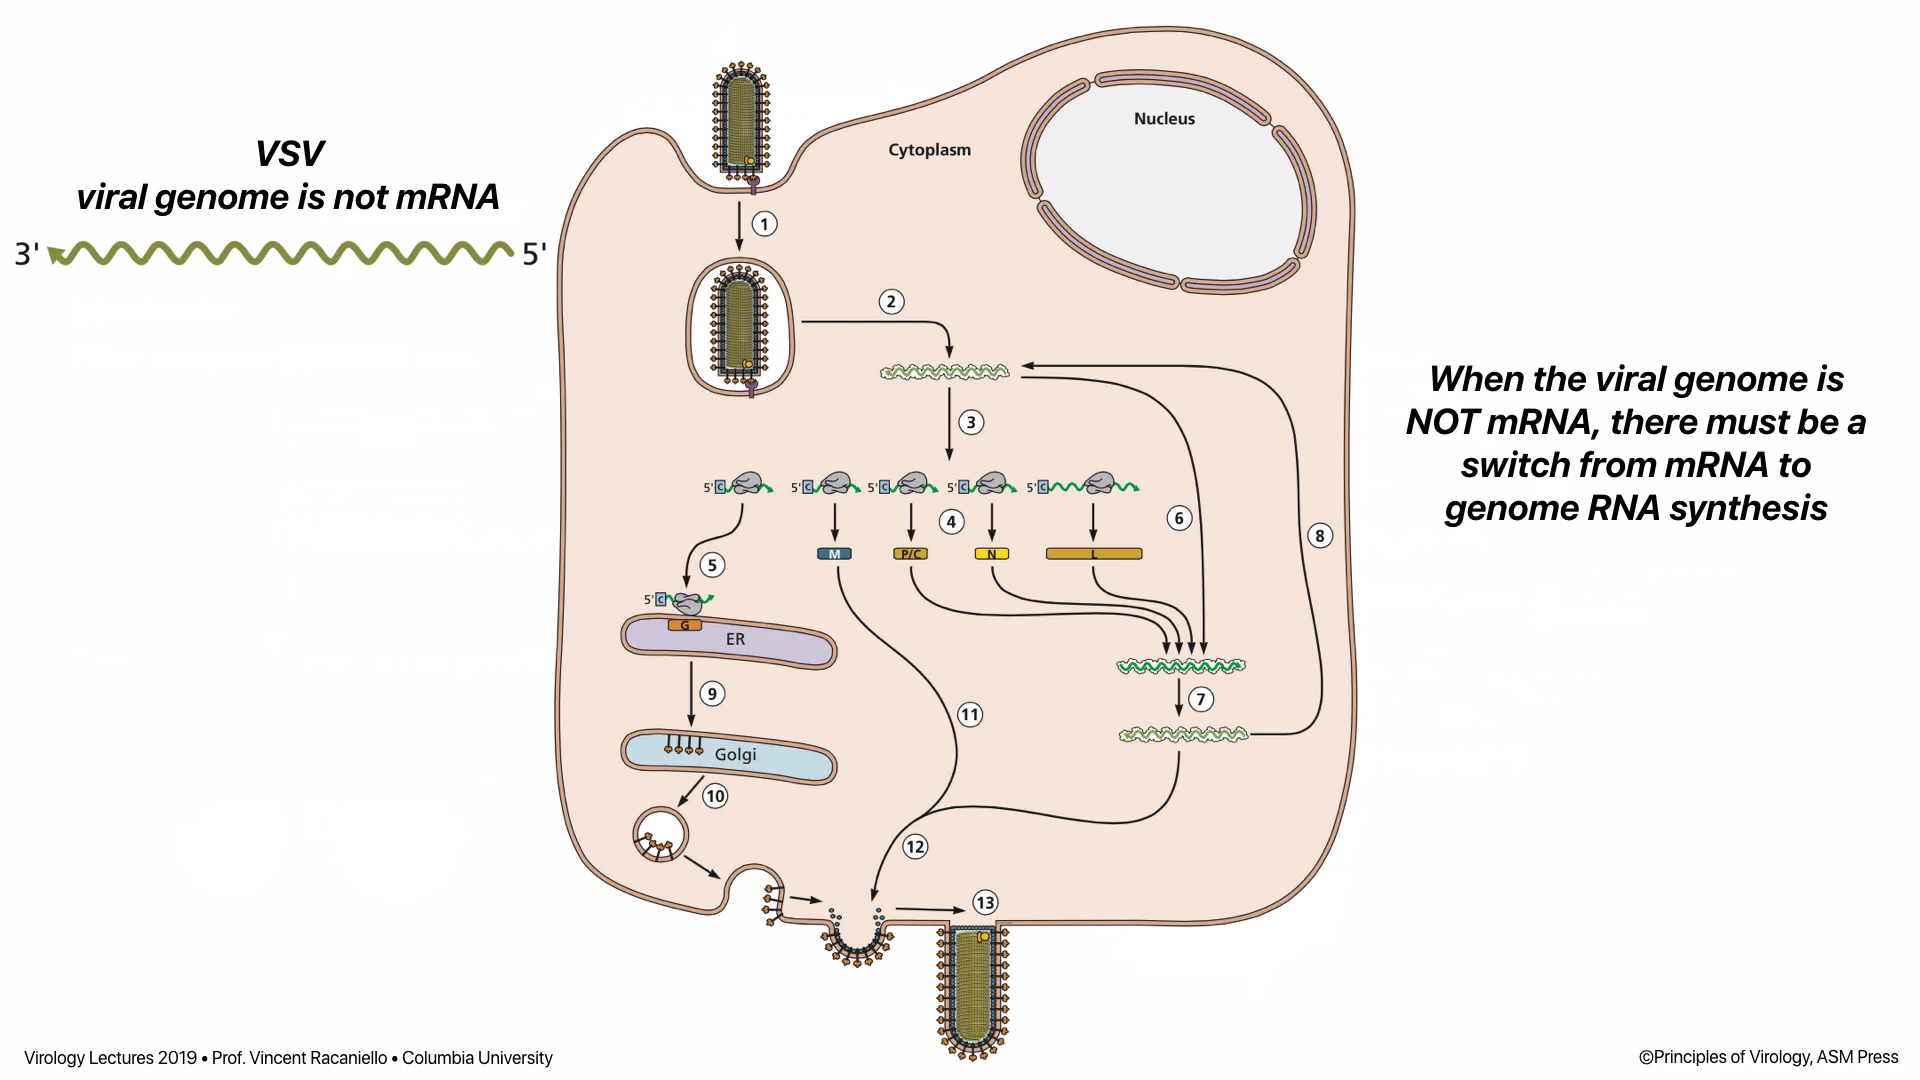 VSV
viral genome is not mRNA
3' 5'
Cytoplasm
Nucleus
1
2
3
5' C 5' C 5' C 5' C 5' C
4
6
8
M P/C N L
5
5' C
G
ER
7
9
11
Golgi
10
12
13
When the viral genome is
NOT mRNA, there must be a
switch from mRNA to
genome RNA synthesis
Virology Lectures 2019 • Prof. Vincent Racaniello • Columbia University
©Principles of Virology, ASM Press